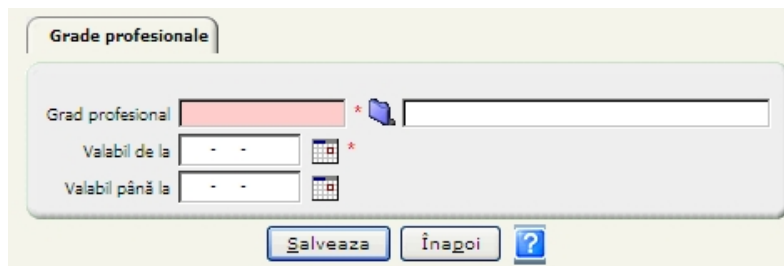 Grade profesionale
Grad profesional *
Valabil de la - - *
Valabil până la - -
Salveaza Înapoi ?